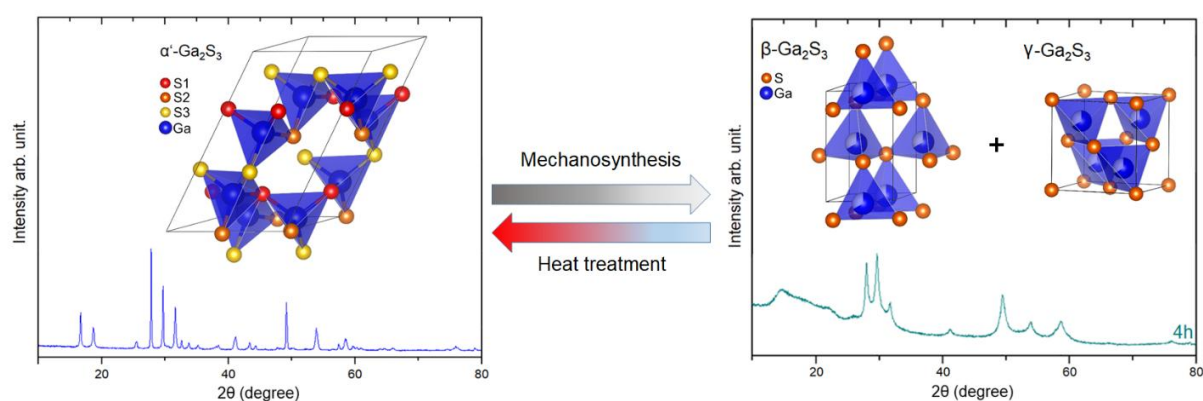 α'-Ga₂S₃
S1
S2
S3
Ga
Intensity arb. unit.
20
40
60
80
2θ (degree)
Mechanosynthesis
Heat treatment
β-Ga₂S₃
γ-Ga₂S₃
S
Ga
+
Intensity arb. unit.
4h
20
40
60
80
2θ (degree)